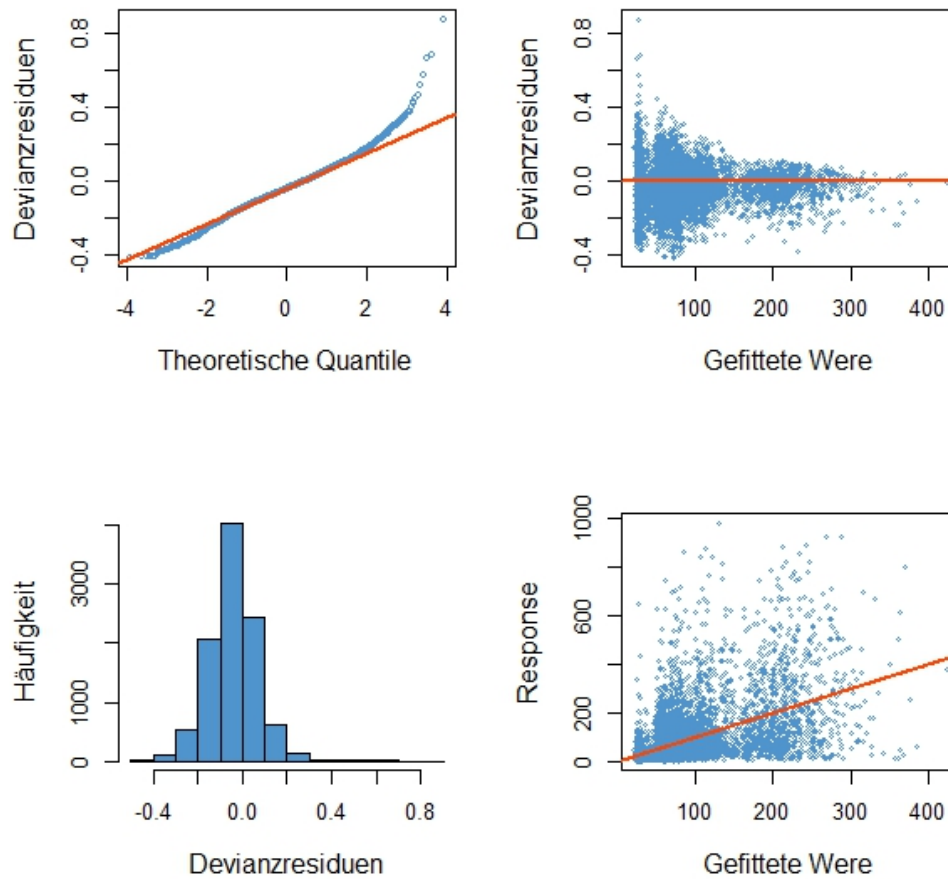 Devianzresiduen
-0.4 0.0 0.4 0.8
-4 -2 0 2 4
Theoretische Quantile
Devianzresiduen
-0.4 0.0 0.4 0.8
100 200 300 400
Gefittete Were
Häufigkeit
0 1000 3000
-0.4 0.0 0.4 0.8
Devianzresiduen
Response
0 200 600 1000
100 200 300 400
Gefittete Were